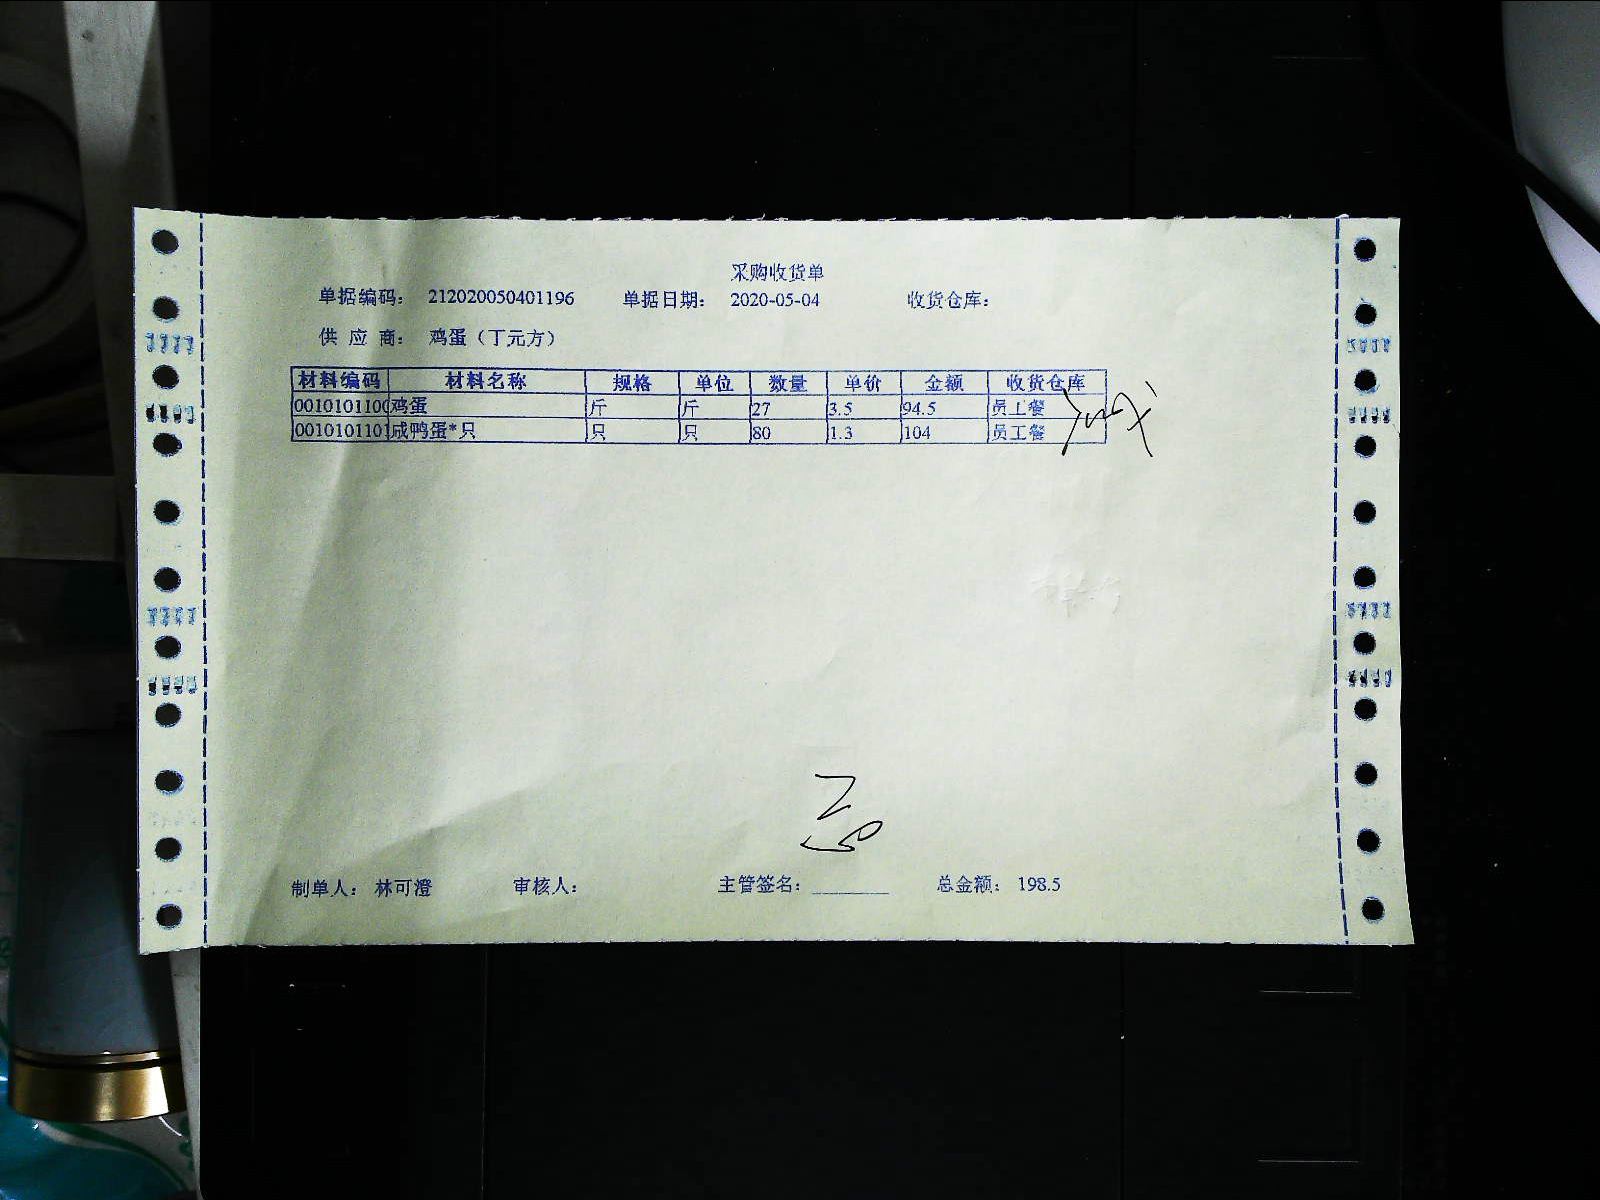 采购收货单
单据编码： 212020050401196 单据日期： 2020-05-04 收货仓库：
供 应 商： 鸡蛋（丁元方）
材料编码 材料名称 规格 单位 数量 单价 金额 收货仓库
0010101100 鸡蛋 斤 斤 27 3.5 94.5 员工餐
0010101101 咸鸭蛋*只 只 只 80 1.3 104 员工餐
制单人： 林可澄 审核人： 主管签名： 总金额： 198.5